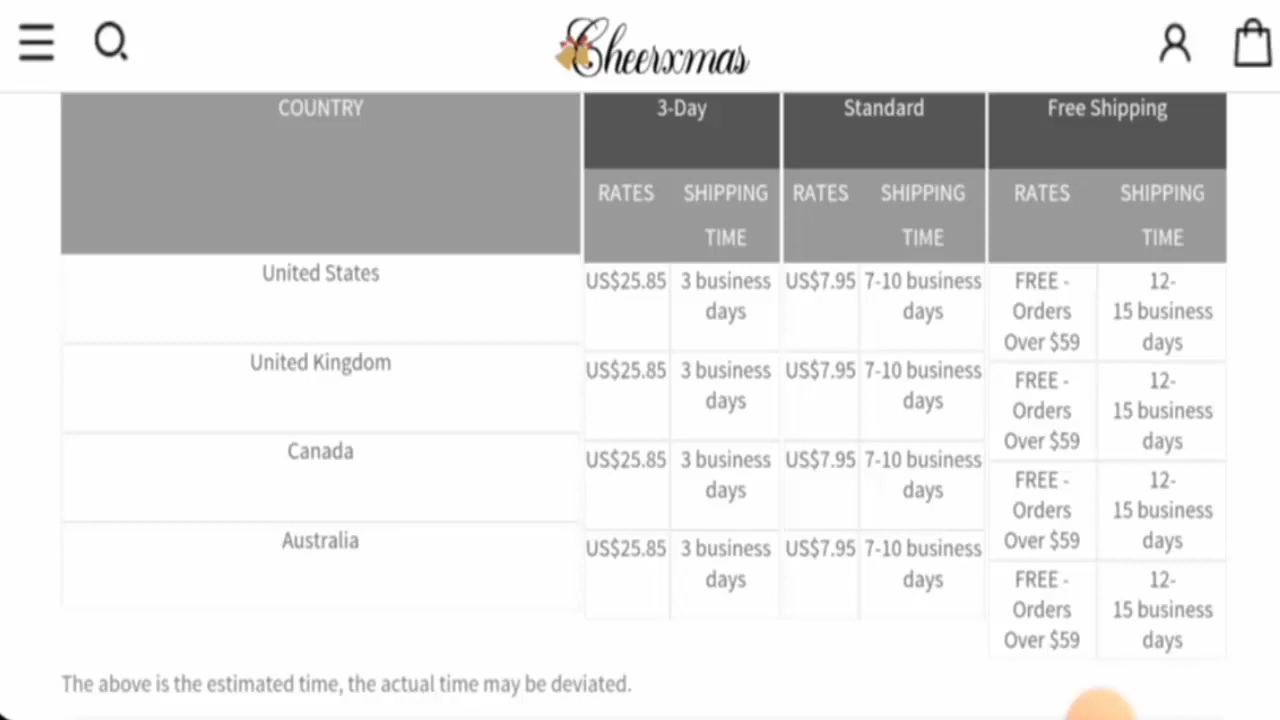 Cheerxmas
COUNTRY
3-Day
Standard
Free Shipping
RATES
SHIPPING
TIME
RATES
SHIPPING
TIME
RATES
SHIPPING
TIME
United States
US$25.85
3 business
days
US$7.95
7-10 business
days
FREE -
Orders
Over $59
12-
15 business
days
United Kingdom
US$25.85
3 business
days
US$7.95
7-10 business
days
FREE -
Orders
Over $59
12-
15 business
days
Canada
US$25.85
3 business
days
US$7.95
7-10 business
days
FREE -
Orders
Over $59
12-
15 business
days
Australia
US$25.85
3 business
days
US$7.95
7-10 business
days
FREE -
Orders
Over $59
12-
15 business
days
The above is the estimated time, the actual time may be deviated.